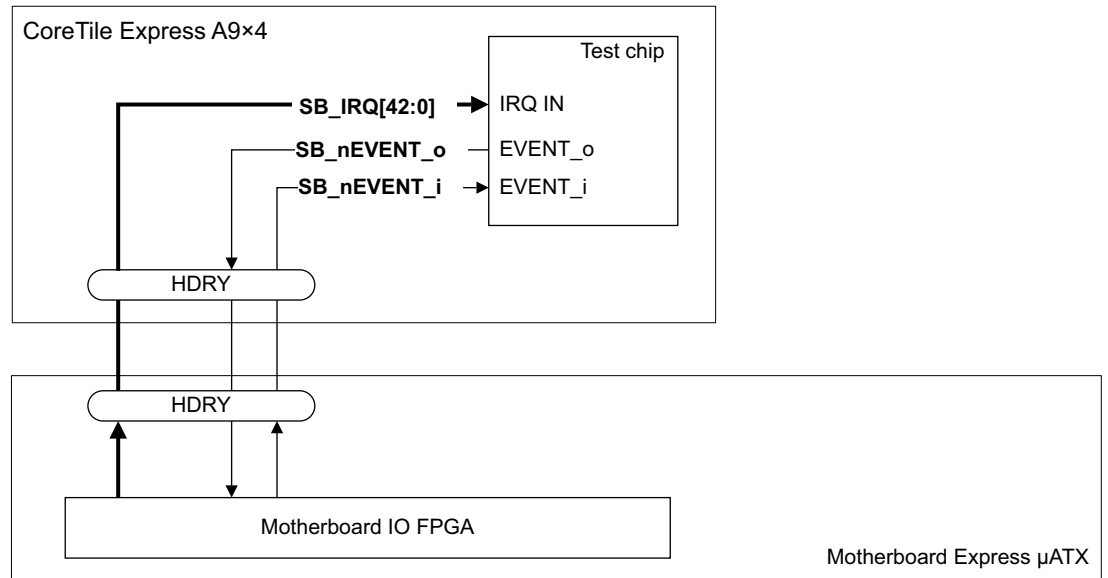 CoreTile Express A9×4
Test chip
SB_IRQ[42:0]
IRQ IN
SB_nEVENT_o
EVENT_o
SB_nEVENT_i
EVENT_i
HDRY
HDRY
Motherboard IO FPGA
Motherboard Express µATX